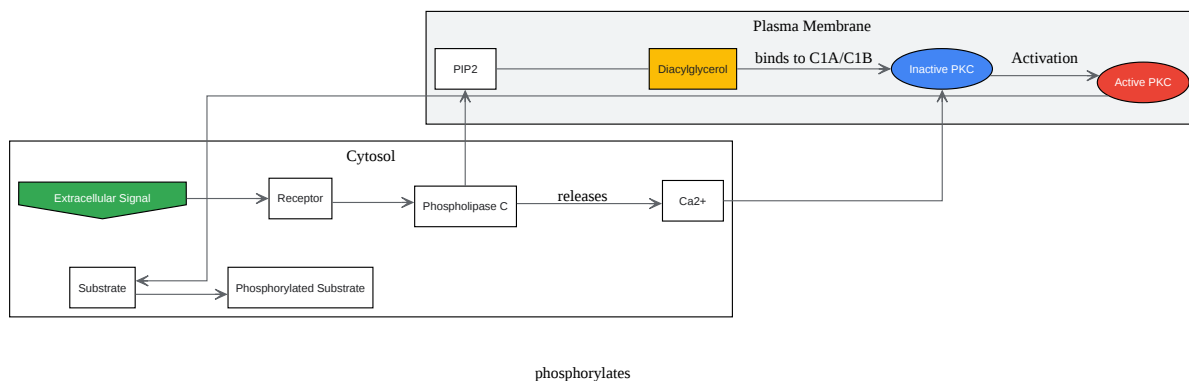 Plasma Membrane
PIP2
Diacylglycerol
binds to C1A/C1B
Inactive PKC
Activation
Active PKC
Cytosol
Extracellular Signal
Receptor
Phospholipase C
releases
Ca2+
Substrate
Phosphorylated Substrate
phosphorylates